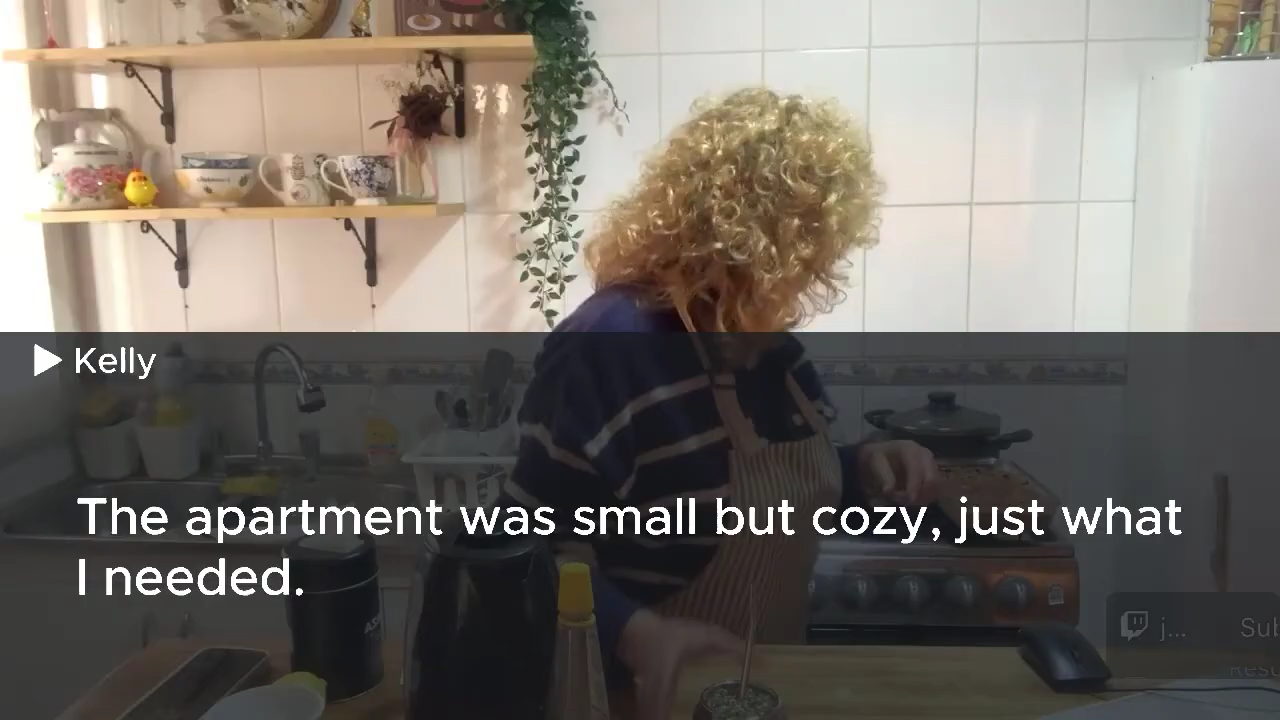 Kelly
The apartment was small but cozy, just what
I needed.
j...